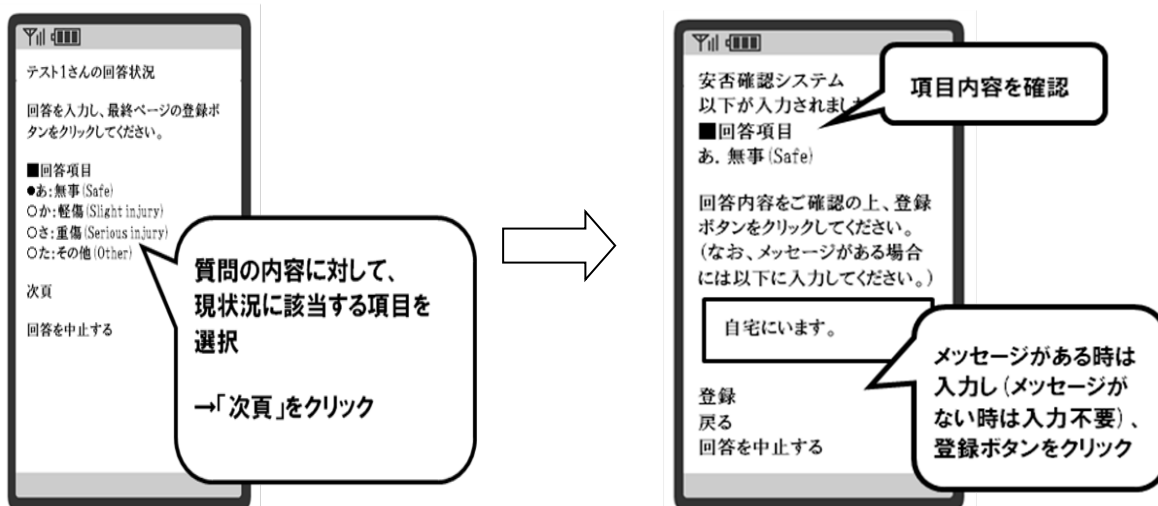 テスト1さんの回答状況
回答を入力し、最終ページの登録ボ
タンをクリックしてください。
■回答項目
●あ:無事(Safe)
○か:軽傷(Slight injury)
○さ:重傷(Serious injury)
○た:その他(Other)
次頁
回答を中止する
質問の内容に対して、
現状況に該当する項目を
選択
→「次頁」をクリック
安否確認システム
以下が入力されました
■回答項目
あ. 無事(Safe)
項目内容を確認
回答内容をご確認の上、登録
ボタンをクリックしてください。
(なお、メッセージがある場合
には以下に入力してください。)
自宅にいます。
登録
戻る
回答を中止する
メッセージがある時は
入力し(メッセージが
ない時は入力不要)、
登録ボタンをクリック